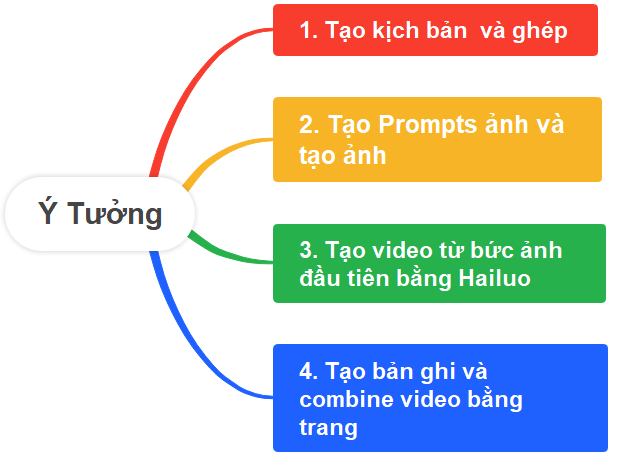 Ý Tưởng
1. Tạo kịch bản và ghép
2. Tạo Prompts ảnh và
tạo ảnh
3. Tạo video từ bức ảnh
đầu tiên bằng Hailuo
4. Tạo bản ghi và
combine video bằng
trang